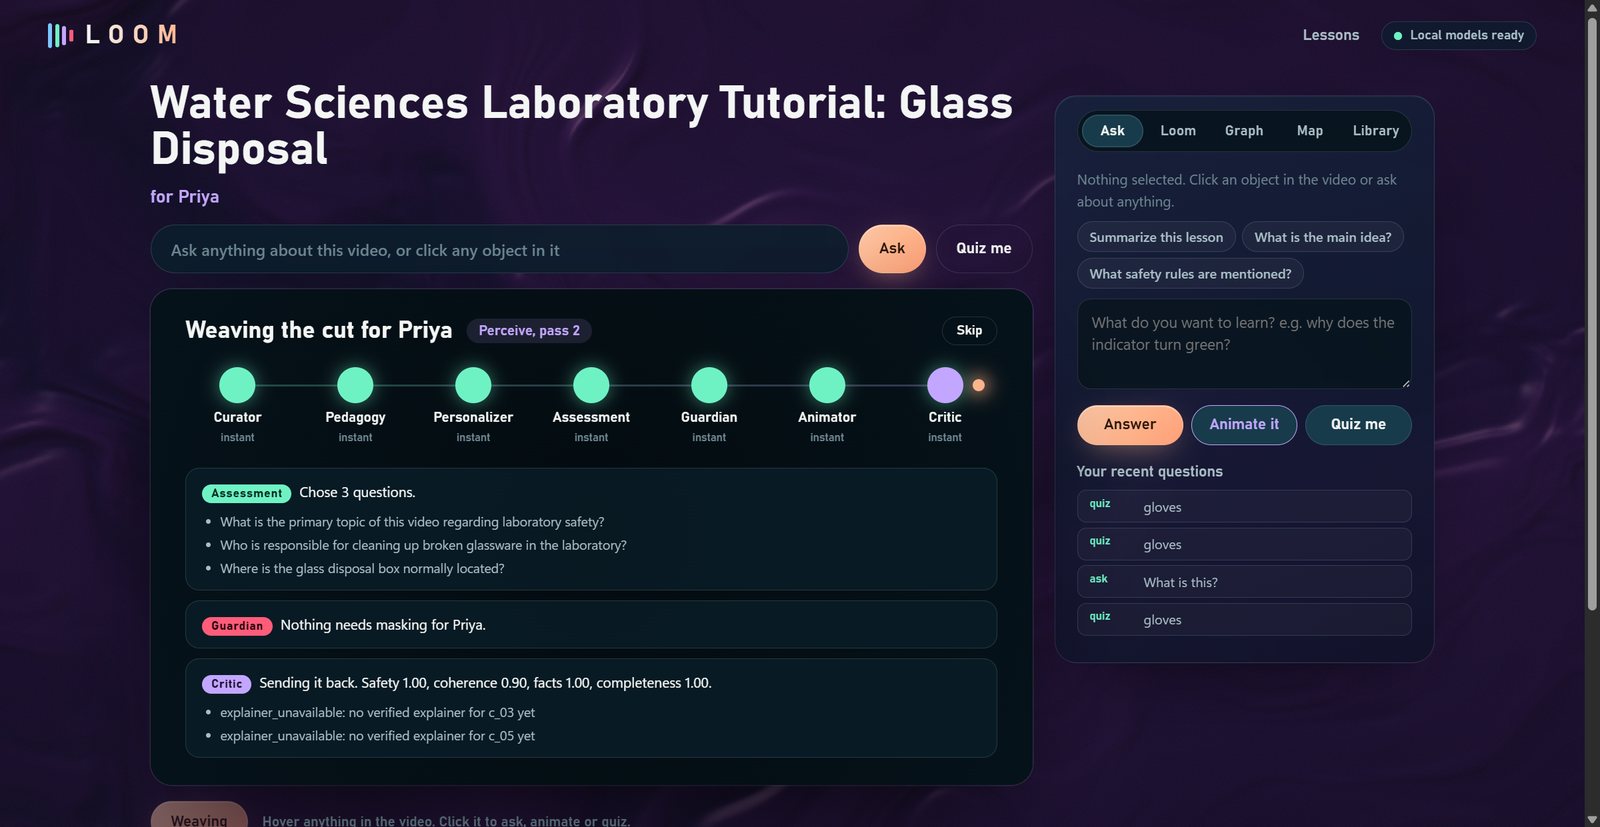 LOOM
Lessons
Local models ready
Water Sciences Laboratory Tutorial: Glass
Disposal
for Priya
Ask anything about this video, or click any object in it
Ask
Quiz me
Weaving the cut for Priya
Perceive, pass 2
Skip
Curator
Pedagogy
Personalizer
Assessment
Guardian
Animator
Critic
instant
instant
instant
instant
instant
instant
instant
Assessment Chose 3 questions.
• What is the primary topic of this video regarding laboratory safety?
• Who is responsible for cleaning up broken glassware in the laboratory?
• Where is the glass disposal box normally located?
Guardian Nothing needs masking for Priya.
Critic Sending it back. Safety 1.00, coherence 0.90, facts 1.00, completeness 1.00.
• explainer_unavailable: no verified explainer for c_03 yet
• explainer_unavailable: no verified explainer for c_05 yet
Weaving
Hover anything in the video. Click it to ask, animate or quiz.
Ask
Loom
Graph
Map
Library
Nothing selected. Click an object in the video or ask
about anything.
Summarize this lesson
What is the main idea?
What safety rules are mentioned?
What do you want to learn? e.g. why does the
indicator turn green?
Answer
Animate it
Quiz me
Your recent questions
quiz gloves
quiz gloves
ask What is this?
quiz gloves